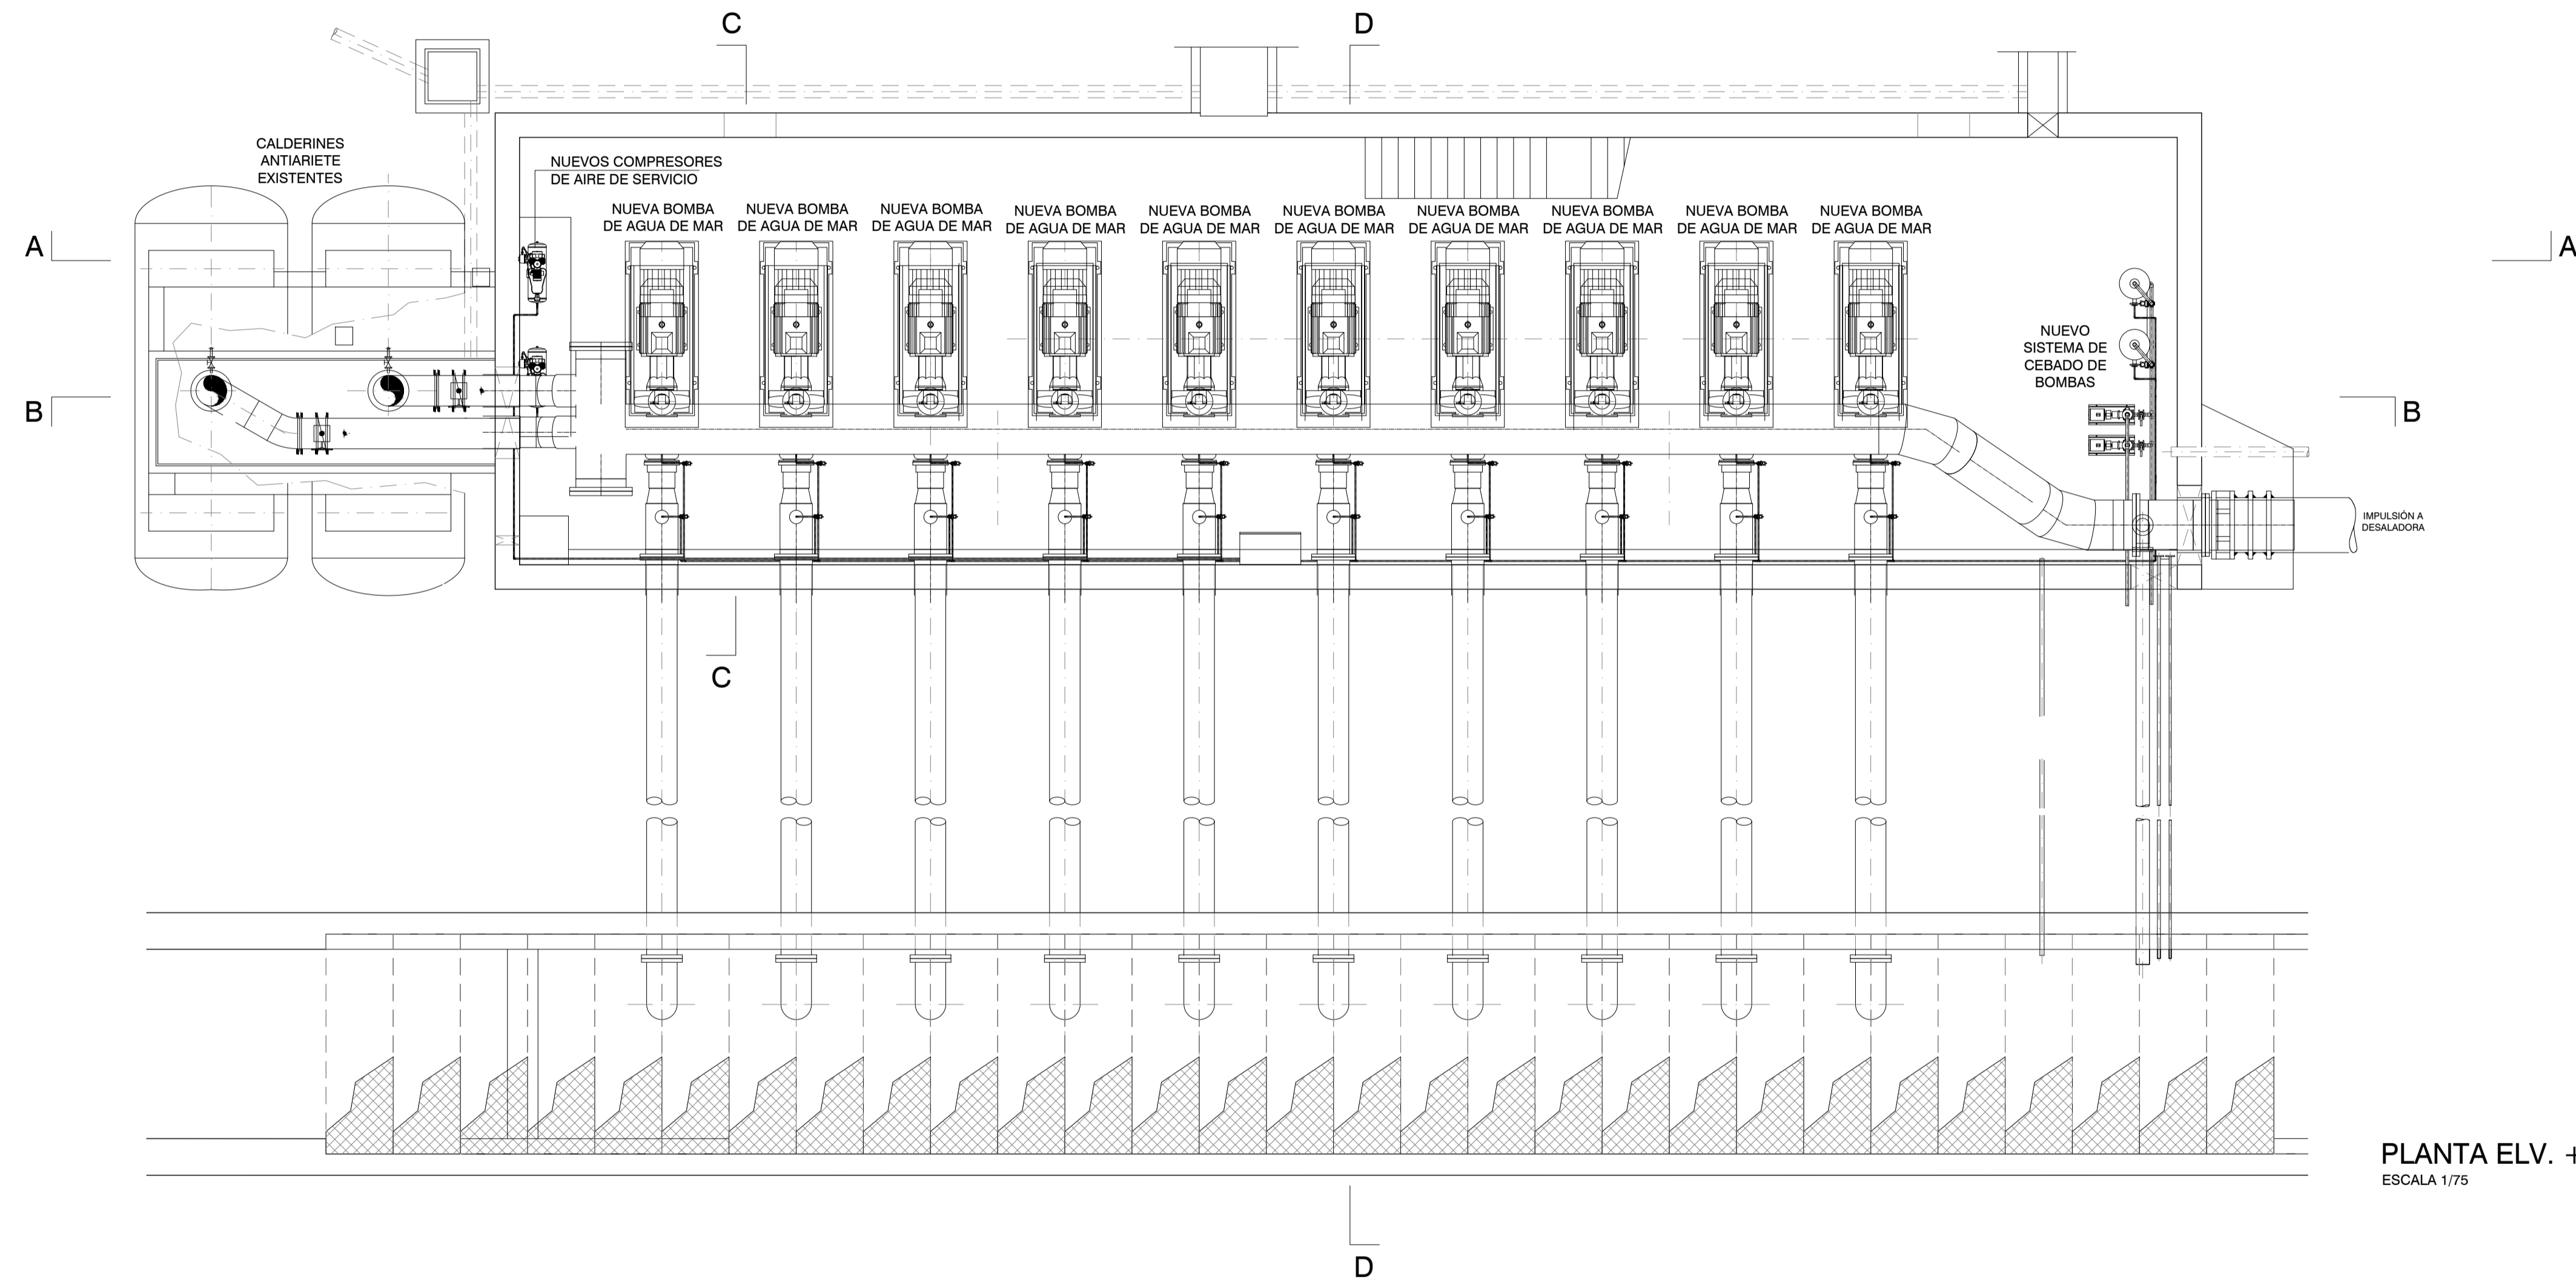 C
D
CALDERINES
ANTIARIETE
EXISTENTES
NUEVOS COMPRESORES
DE AIRE DE SERVICIO
NUEVA BOMBA
DE AGUA DE MAR
NUEVA BOMBA
DE AGUA DE MAR
NUEVA BOMBA
DE AGUA DE MAR
NUEVA BOMBA
DE AGUA DE MAR
NUEVA BOMBA
DE AGUA DE MAR
NUEVA BOMBA
DE AGUA DE MAR
NUEVA BOMBA
DE AGUA DE MAR
NUEVA BOMBA
DE AGUA DE MAR
NUEVA BOMBA
DE AGUA DE MAR
NUEVA BOMBA
DE AGUA DE MAR
A
A
NUEVO
SISTEMA DE
CEBADO DE
BOMBAS
B
B
IMPULSIÓN A
DESALADORA
C
PLANTA ELV. +
ESCALA 1/75
D